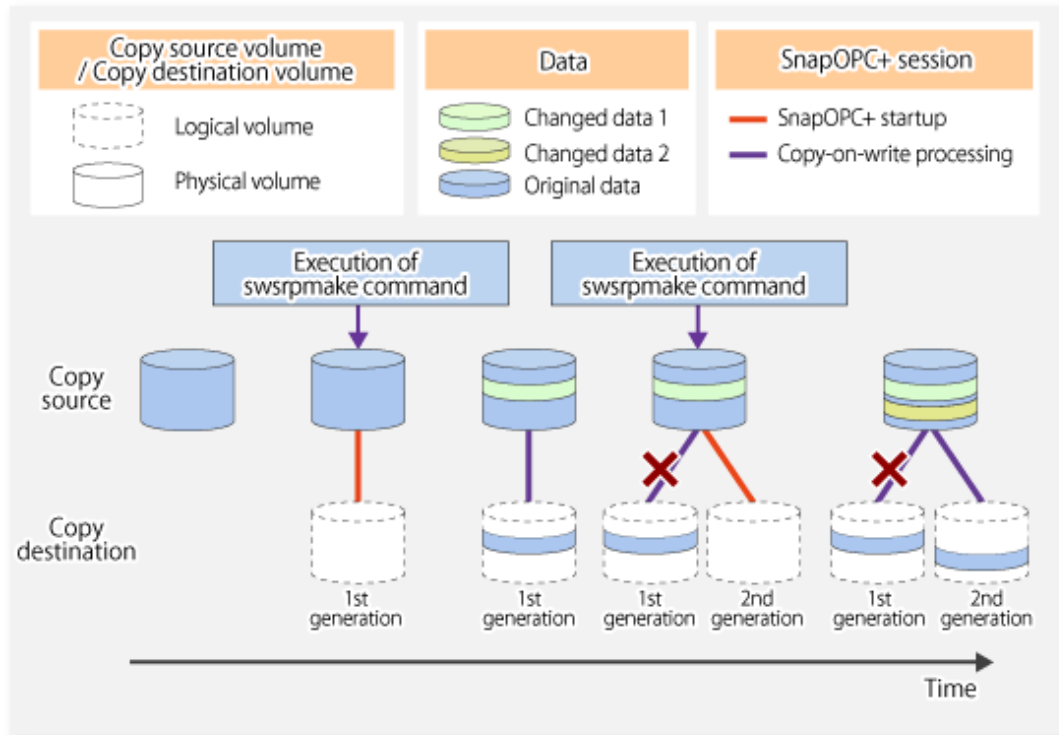 Copy source volume
/ Copy destination volume
Logical volume
Physical volume
Data
Changed data 1
Changed data 2
Original data
SnapOPC+ session
SnapOPC+ startup
Copy-on-write processing
Execution of
swsrpmake command
Execution of
swsrpmake command
Copy
source
Copy
destination
1st
generation
1st
generation
1st
generation
2nd
generation
1st
generation
2nd
generation
Time